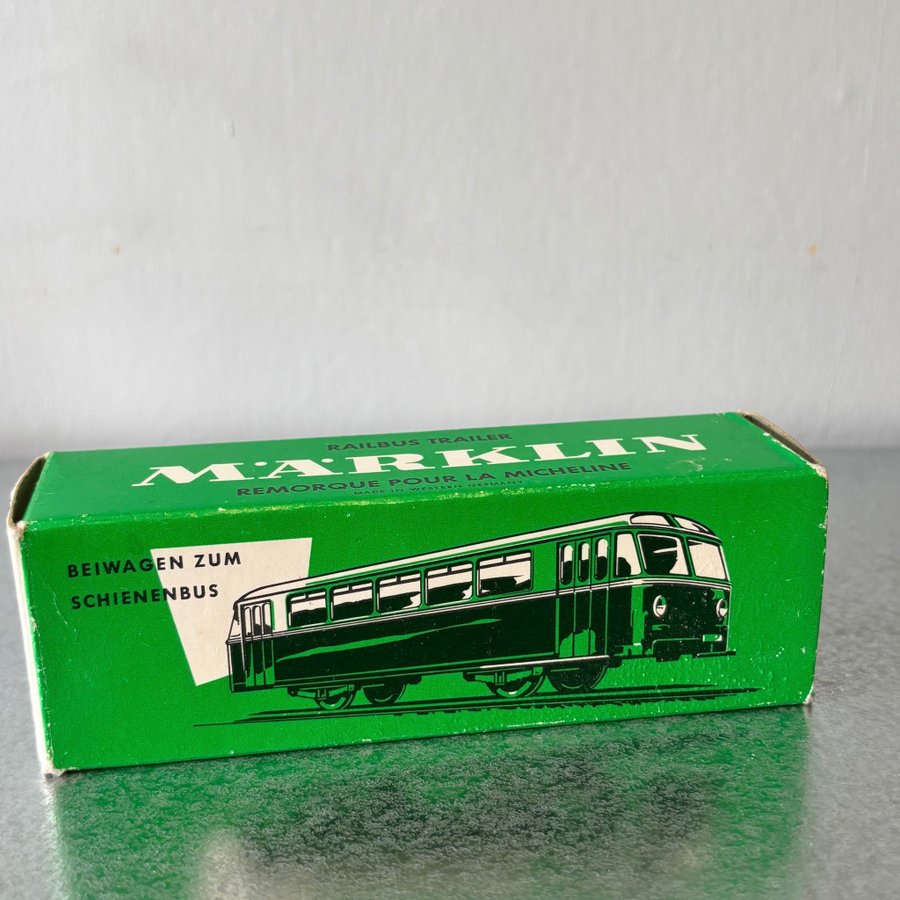 RAILBUS TRAILER
MÄRKLIN
REMORQUE POUR LA MICHELINE
MADE IN WESTERN GERMANY
BEIWAGEN ZUM
SCHIENENBUS